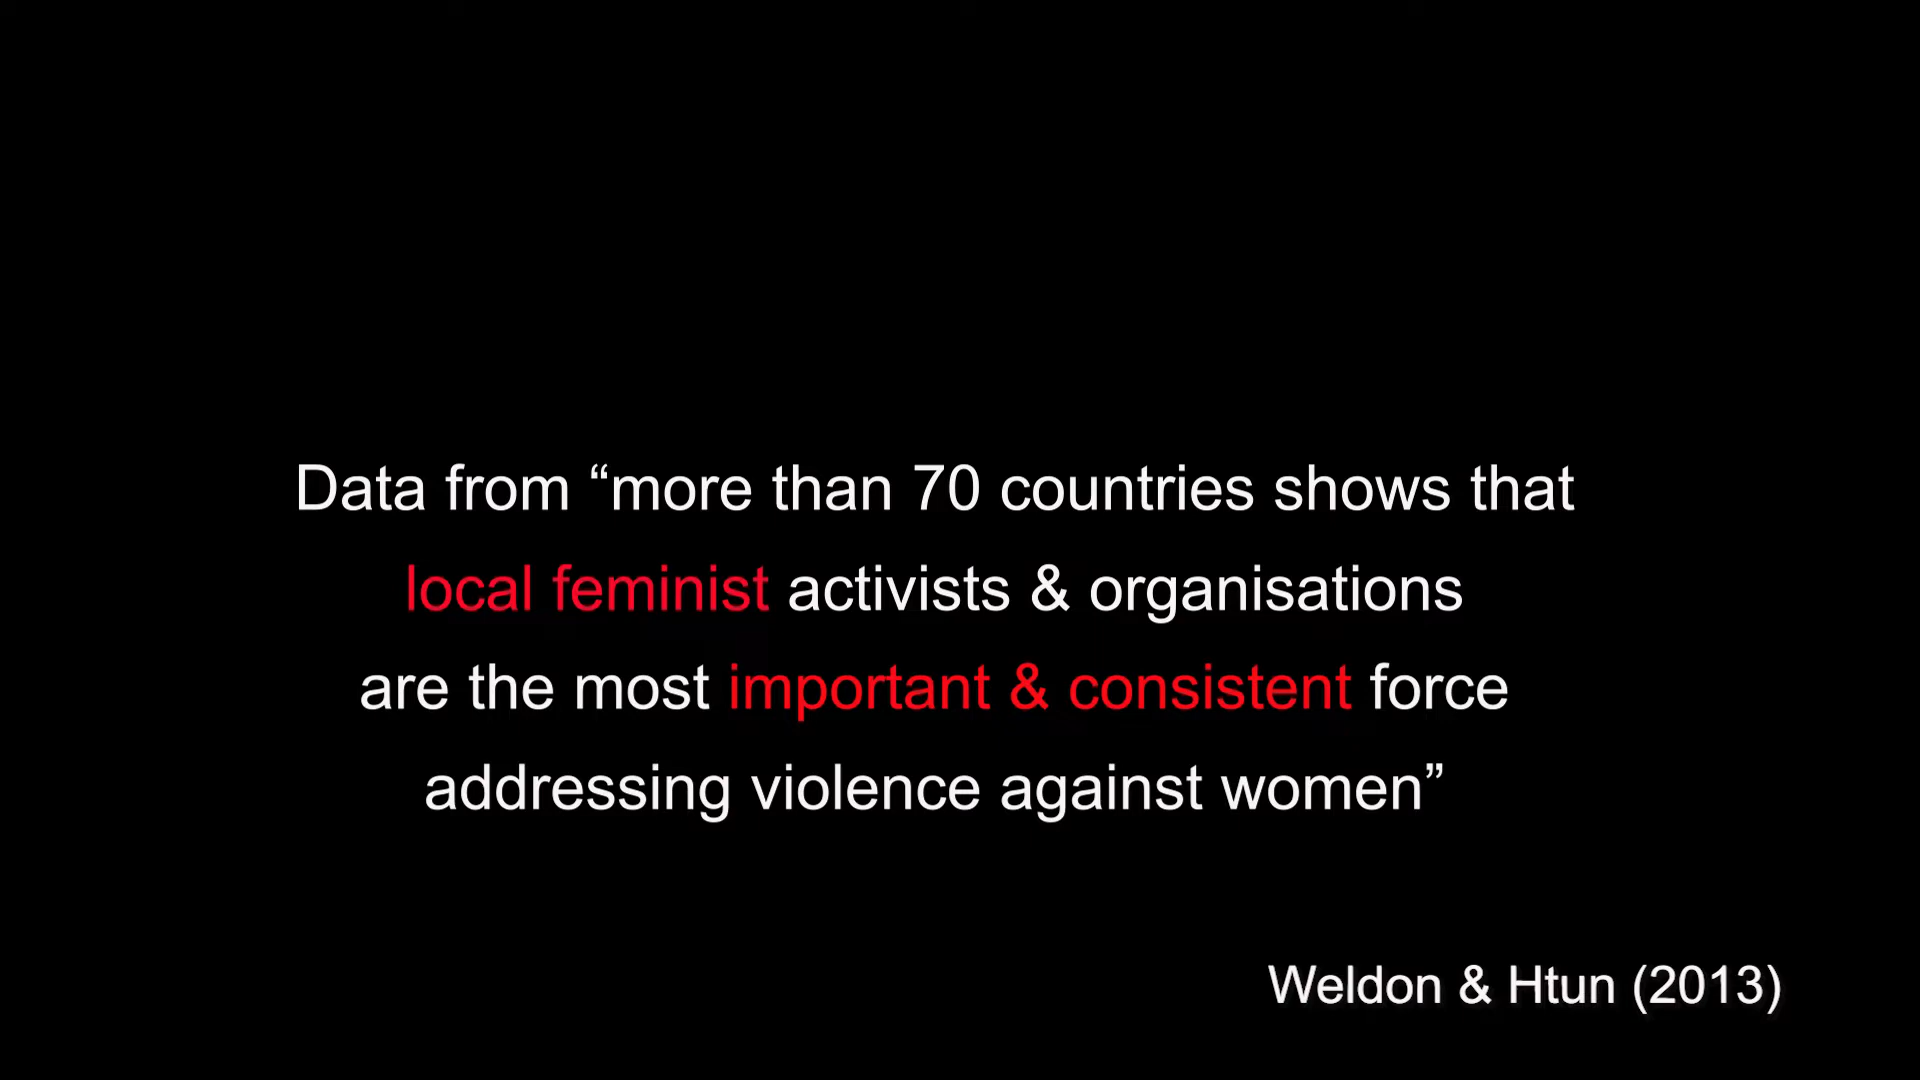 Data from “more than 70 countries shows that
local feminist activists & organisations
are the most important & consistent force
addressing violence against women”
Weldon & Htun (2013)